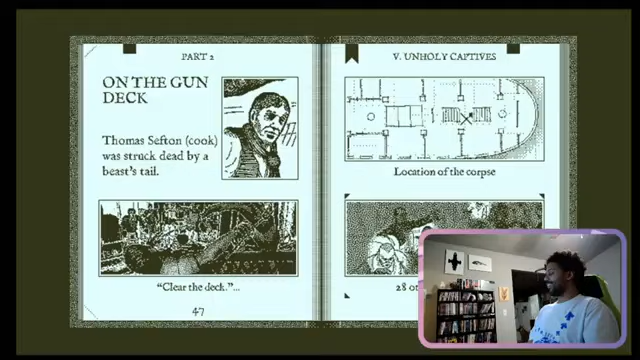 PART 2
ON THE GUN
DECK
Thomas Sefton (cook)
was struck dead by a
beast's tail.
"Clear the deck."...
47
V. UNHOLY CAPTIVES
Location of the corpse
28